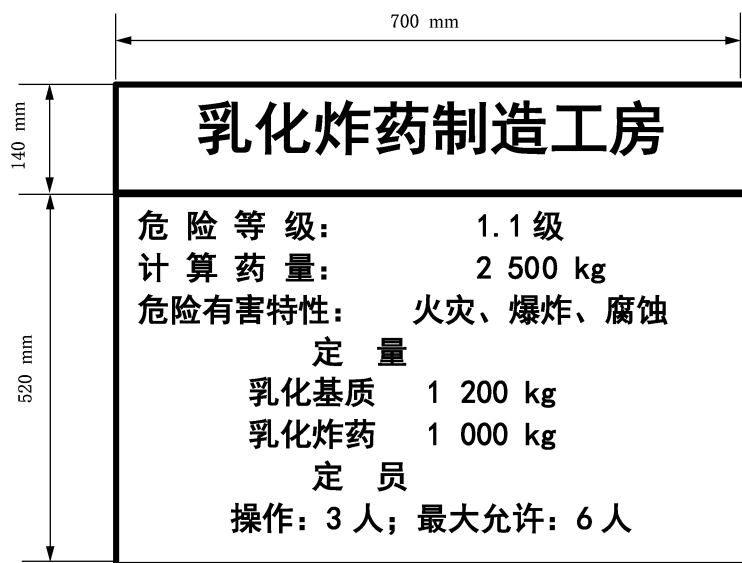 700 mm
140 mm
乳化炸药制造工房
520 mm
危 险 等 级： 1.1级
计 算 药 量： 2 500 kg
危险有害特性： 火灾、爆炸、腐蚀
定 量
乳化基质 1 200 kg
乳化炸药 1 000 kg
定 员
操作：3人；最大允许：6人